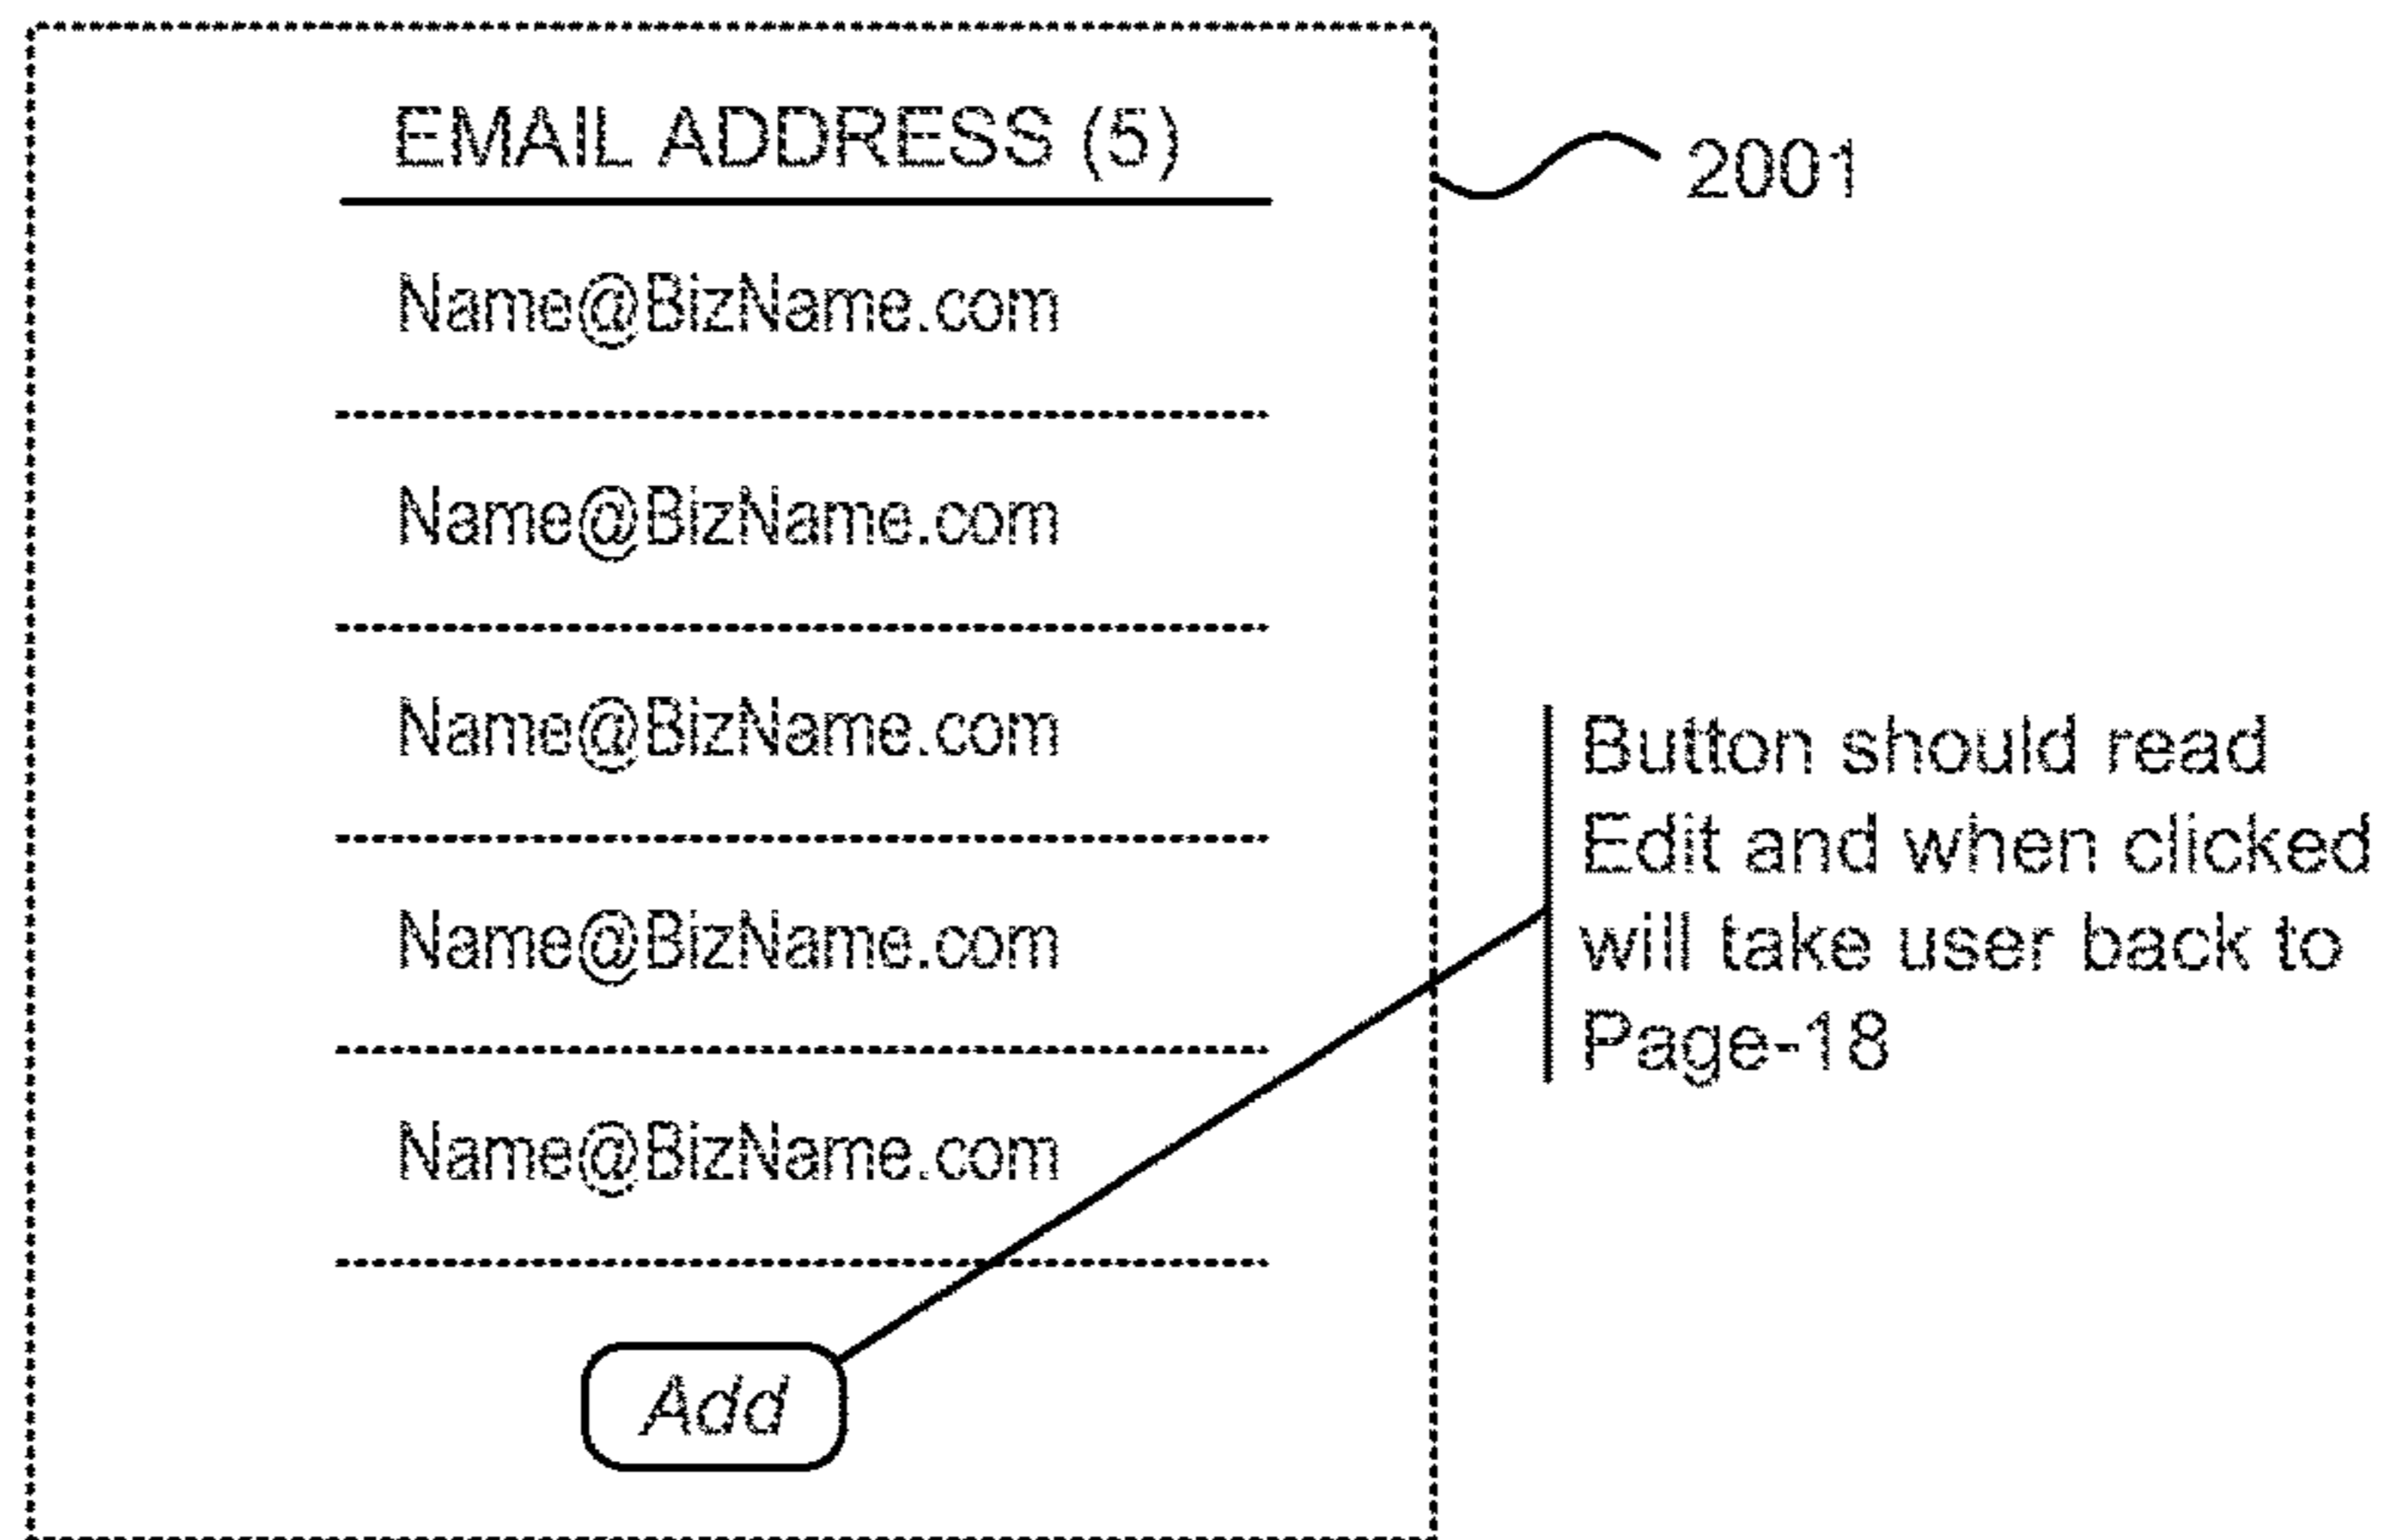 EMAIL ADDRESS (5)
2001
Name@BizName.com
Name@BizName.com
Name@BizName.com
Name@BizName.com
Name@BizName.com
Add
Button should read
Edit and when clicked
will take user back to
Page-18